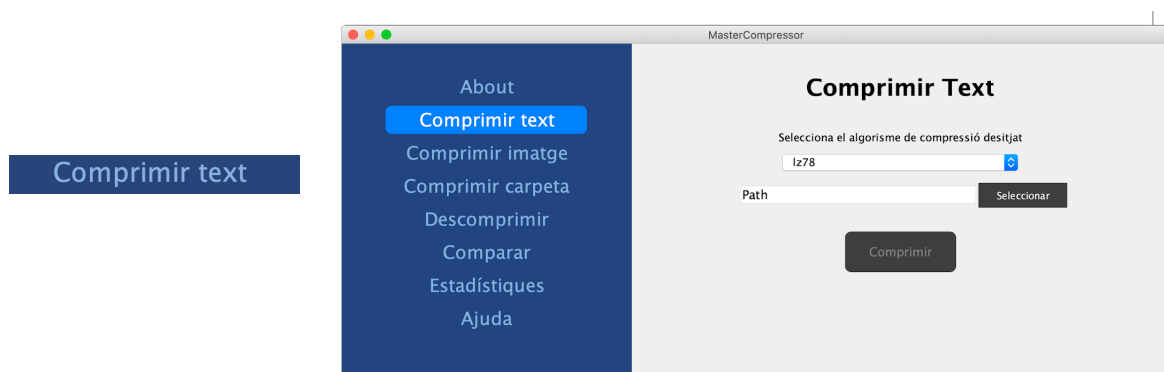 Comprimir text
MasterCompressor
About
Comprimir text
Comprimir imatge
Comprimir carpeta
Descomprimir
Comparar
Estadístiques
Ajuda
Comprimir Text
Selecciona el algorisme de compressió desitjat
lz78
Path
Seleccionar
Comprimir